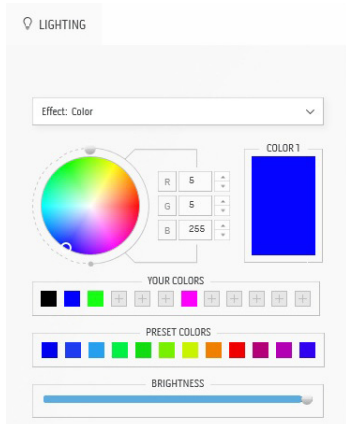 LIGHTING
Effect: Color
COLOR 1
R 5
G 5
B 255
YOUR COLORS
PRESET COLORS
BRIGHTNESS